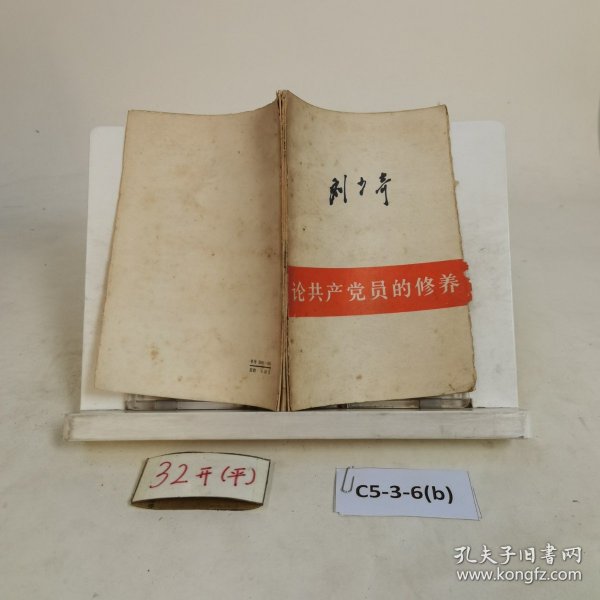 刘少奇
论共产党员的修养
32开(平)
C5-3-6(b)
孔夫子旧书网
www.kongfz.com